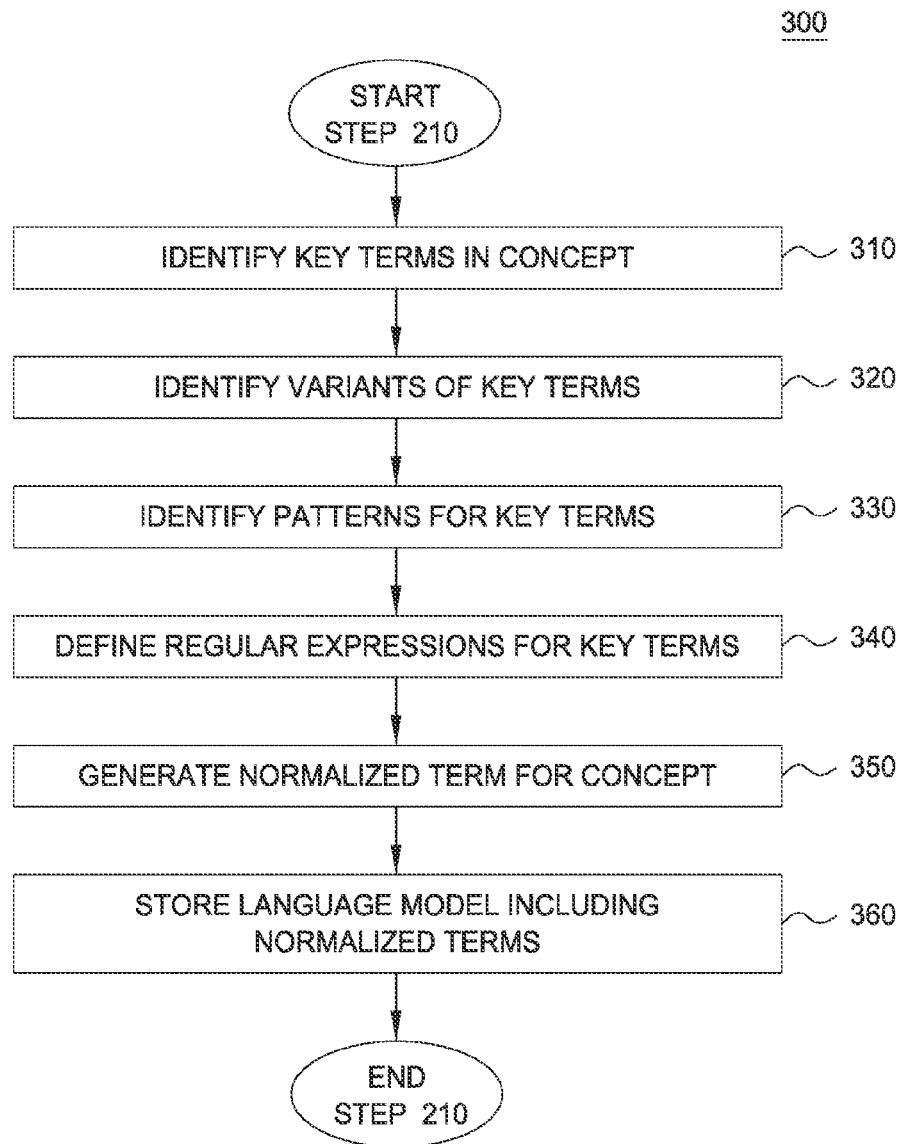 300
START
STEP 210
IDENTIFY KEY TERMS IN CONCEPT
310
IDENTIFY VARIANTS OF KEY TERMS
320
IDENTIFY PATTERNS FOR KEY TERMS
330
DEFINE REGULAR EXPRESSIONS FOR KEY TERMS
340
GENERATE NORMALIZED TERM FOR CONCEPT
350
STORE LANGUAGE MODEL INCLUDING
NORMALIZED TERMS
360
END
STEP 210